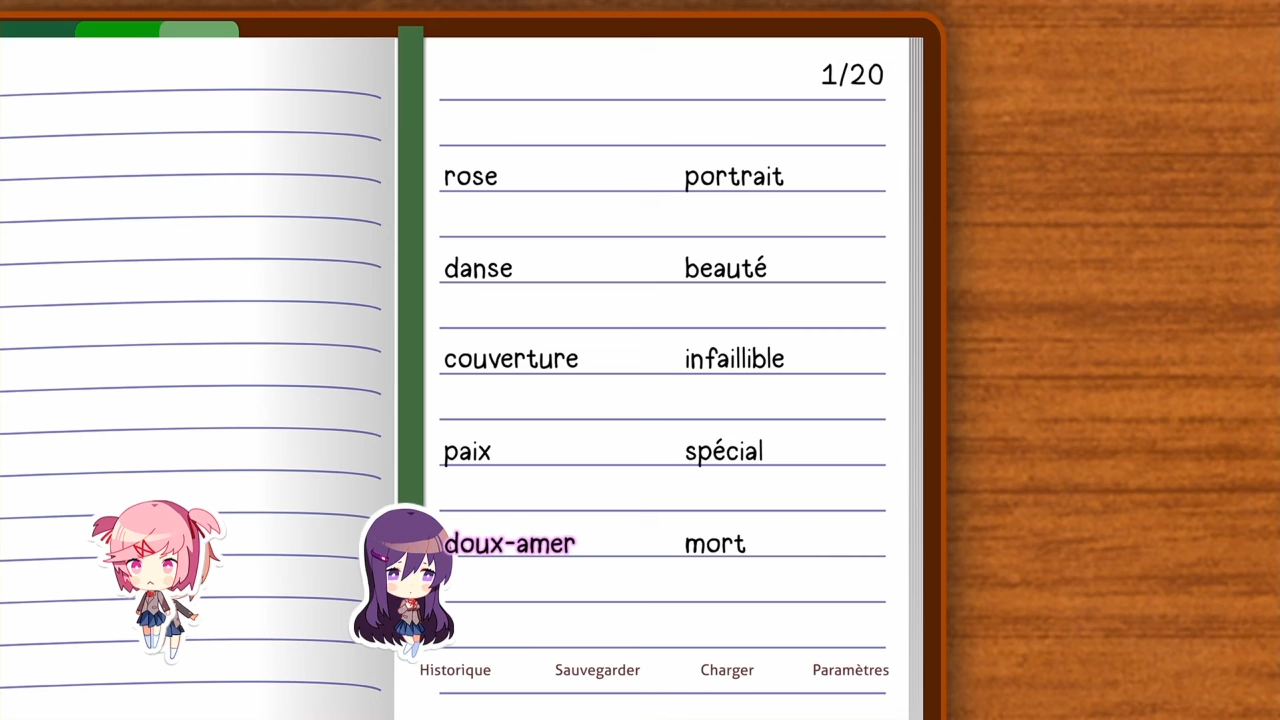 1/20
rose portrait
danse beauté
couverture infaillible
paix spécial
doux-amer mort
Historique Sauvegarder Charger Paramètres